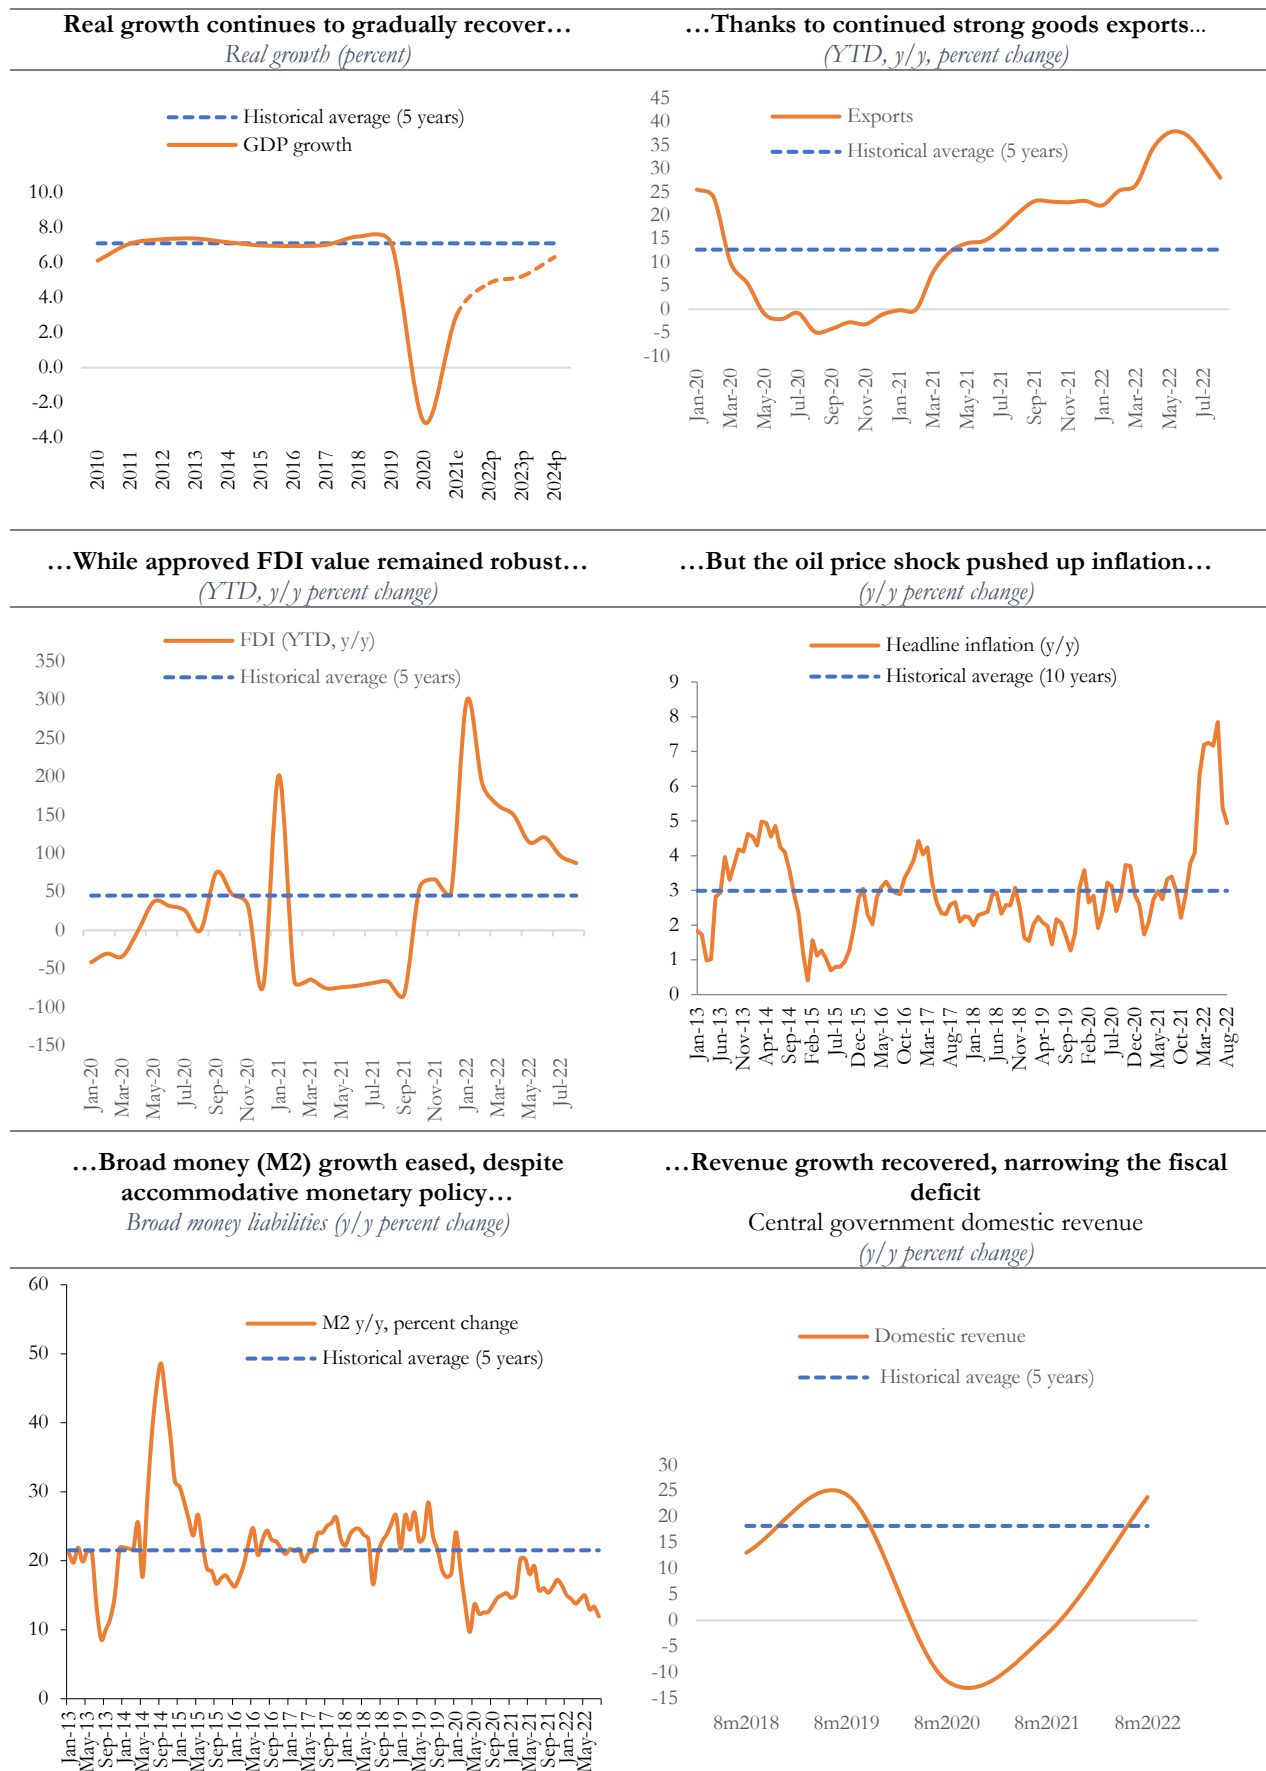 Real growth continues to gradually recover…
Real growth (percent)
Historical average (5 years)
GDP growth
10.0
8.0
6.0
4.0
2.0
0.0
-2.0
-4.0
2010
2011
2012
2013
2014
2015
2016
2017
2018
2019
2020
2021e
2022p
2023p
2024p
…Thanks to continued strong goods exports…
(YTD, y/y, percent change)
Exports
Historical average (5 years)
45
40
35
30
25
20
15
10
5
0
-5
-10
Jan-20
Mar-20
May-20
Jul-20
Sep-20
Nov-20
Jan-21
Mar-21
May-21
Jul-21
Sep-21
Nov-21
Jan-22
Mar-22
May-22
Jul-22
…While approved FDI value remained robust…
(YTD, y/y percent change)
FDI (YTD, y/y)
Historical average (5 years)
350
300
250
200
150
100
50
0
-50
-100
-150
Jan-20
Mar-20
May-20
Jul-20
Sep-20
Nov-20
Jan-21
Mar-21
May-21
Jul-21
Sep-21
Nov-21
Jan-22
Mar-22
May-22
Jul-22
…But the oil price shock pushed up inflation…
(y/y percent change)
Headline inflation (y/y)
Historical average (10 years)
9
8
7
6
5
4
3
2
1
0
Jan-13
Jun-13
Nov-13
Apr-14
Sep-14
Feb-15
Jul-15
Dec-15
May-16
Oct-16
Mar-17
Aug-17
Jan-18
Jun-18
Nov-18
Apr-19
Sep-19
Feb-20
Jul-20
Dec-20
May-21
Oct-21
Mar-22
Aug-22
…Broad money (M2) growth eased, despite
accommodative monetary policy…
Broad money liabilities (y/y percent change)
M2 y/y, percent change
Historical average (5 years)
60
50
40
30
20
10
0
Jan-13
May-13
Sep-13
Jan-14
May-14
Sep-14
Jan-15
May-15
Sep-15
Jan-16
May-16
Sep-16
Jan-17
May-17
Sep-17
Jan-18
May-18
Sep-18
Jan-19
May-19
Sep-19
Jan-20
May-20
Sep-20
Jan-21
May-21
Sep-21
Jan-22
May-22
…Revenue growth recovered, narrowing the fiscal
deficit
Central government domestic revenue
(y/y percent change)
Domestic revenue
Historical aveage (5 years)
30
25
20
15
10
5
0
-5
-10
-15
8m2018
8m2019
8m2020
8m2021
8m2022